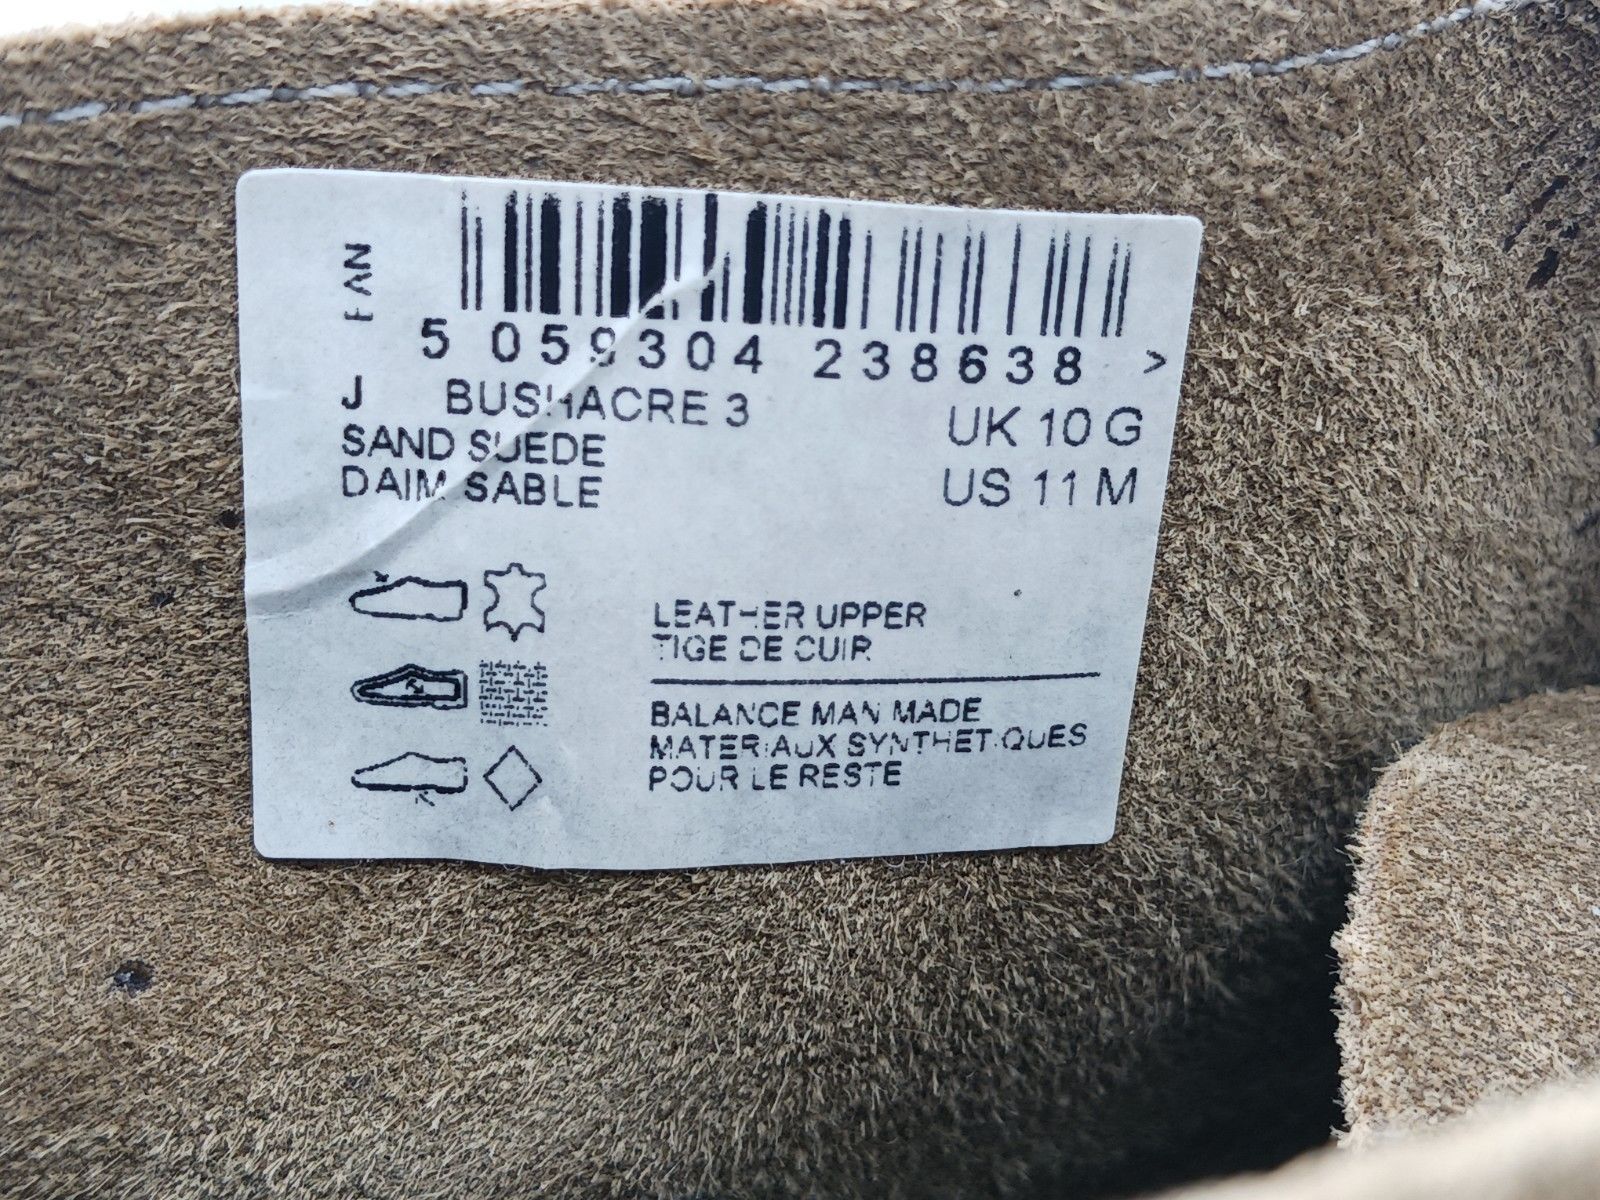 EAN
5 059304 238638 >
J BUSHACRE 3
UK 10 G
SAND SUEDE
DAIM SABLE
US 11 M
LEATHER UPPER
TIGE DE CUIR
BALANCE MAN MADE
MATERIAUX SYNTHETIQUES
POUR LE RESTE